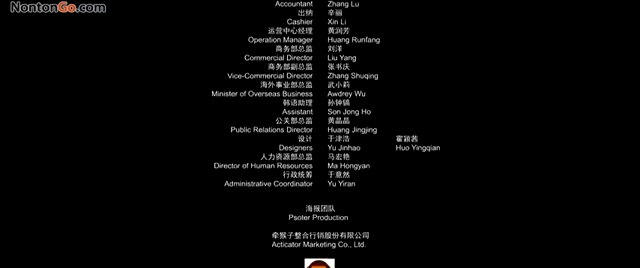 NontonGo.com
Accountant Zhang Lu
出纳 辛丽
Cashier Xin Li
运营中心经理 黄润芳
Operation Manager Huang Runfang
商务部总监 刘洋
Commercial Director Liu Yang
商务部副总监 张书庆
Vice-Commercial Director Zhang Shuqing
海外事业部总监 武小莉
Minister of Overseas Business Awdrey Wu
韩语助理 孙钟镐
Assistant Son Jong Ho
公关部总监 黄晶晶
Public Relations Director Huang Jingjing
设计 于津浩 霍颖茜
Designers Yu Jinhao Huo Yingqian
人力资源部总监 马宏艳
Director of Human Resources Ma Hongyan
行政统筹 于意然
Administrative Coordinator Yu Yiran
海报团队
Psoter Production
牵猴子整合行销股份有限公司
Acticator Marketing Co., Ltd.